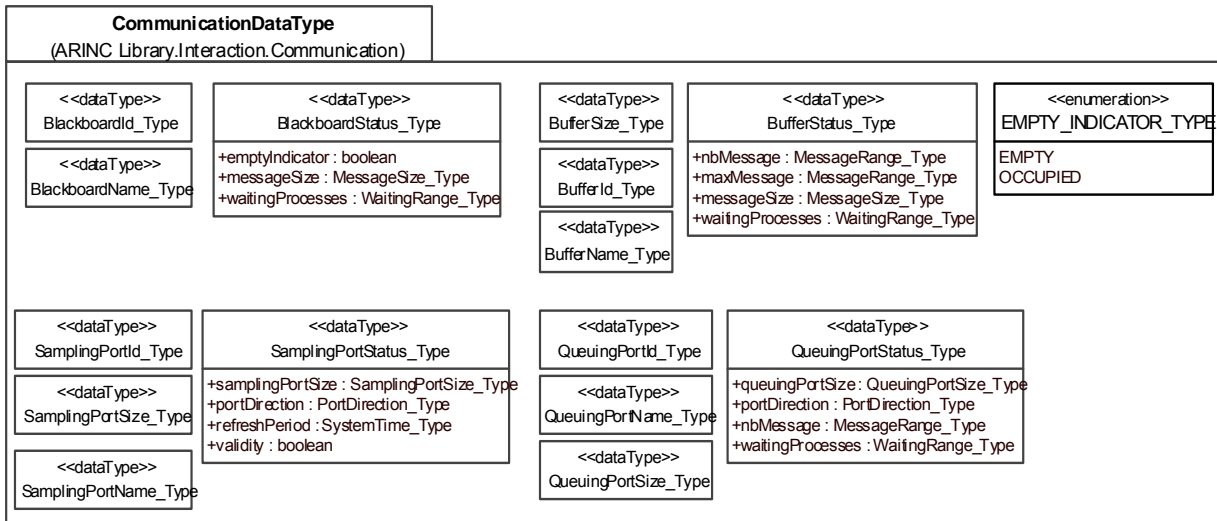 CommunicationDataType
(ARINC Library.Interaction.Communication)
<<dataType>>
BlackboardId_Type
<<dataType>>
BlackboardName_Type
<<dataType>>
BlackboardStatus_Type
+emptyIndicator : boolean
+messageSize : MessageSize_Type
+waitingProcesses : WaitingRange_Type
<<dataType>>
BufferSize_Type
<<dataType>>
BufferId_Type
<<dataType>>
BufferName_Type
<<dataType>>
BufferStatus_Type
+nbMessage : MessageRange_Type
+maxMessage : MessageRange_Type
+messageSize : MessageSize_Type
+waitingProcesses : WaitingRange_Type
<<enumeration>>
EMPTY_INDICATOR_TYPE
EMPTY
OCCUPIED
<<dataType>>
SamplingPortId_Type
<<dataType>>
SamplingPortSize_Type
<<dataType>>
SamplingPortName_Type
<<dataType>>
SamplingPortStatus_Type
+samplingPortSize : SamplingPortSize_Type
+portDirection : PortDirection_Type
+refreshPeriod : SystemTime_Type
+validity : boolean
<<dataType>>
QueuingPortId_Type
<<dataType>>
QueuingPortName_Type
<<dataType>>
QueuingPortSize_Type
<<dataType>>
QueuingPortStatus_Type
+queuingPortSize : QueuingPortSize_Type
+portDirection : PortDirection_Type
+nbMessage : MessageRange_Type
+waitingProcesses : WaitingRange_Type